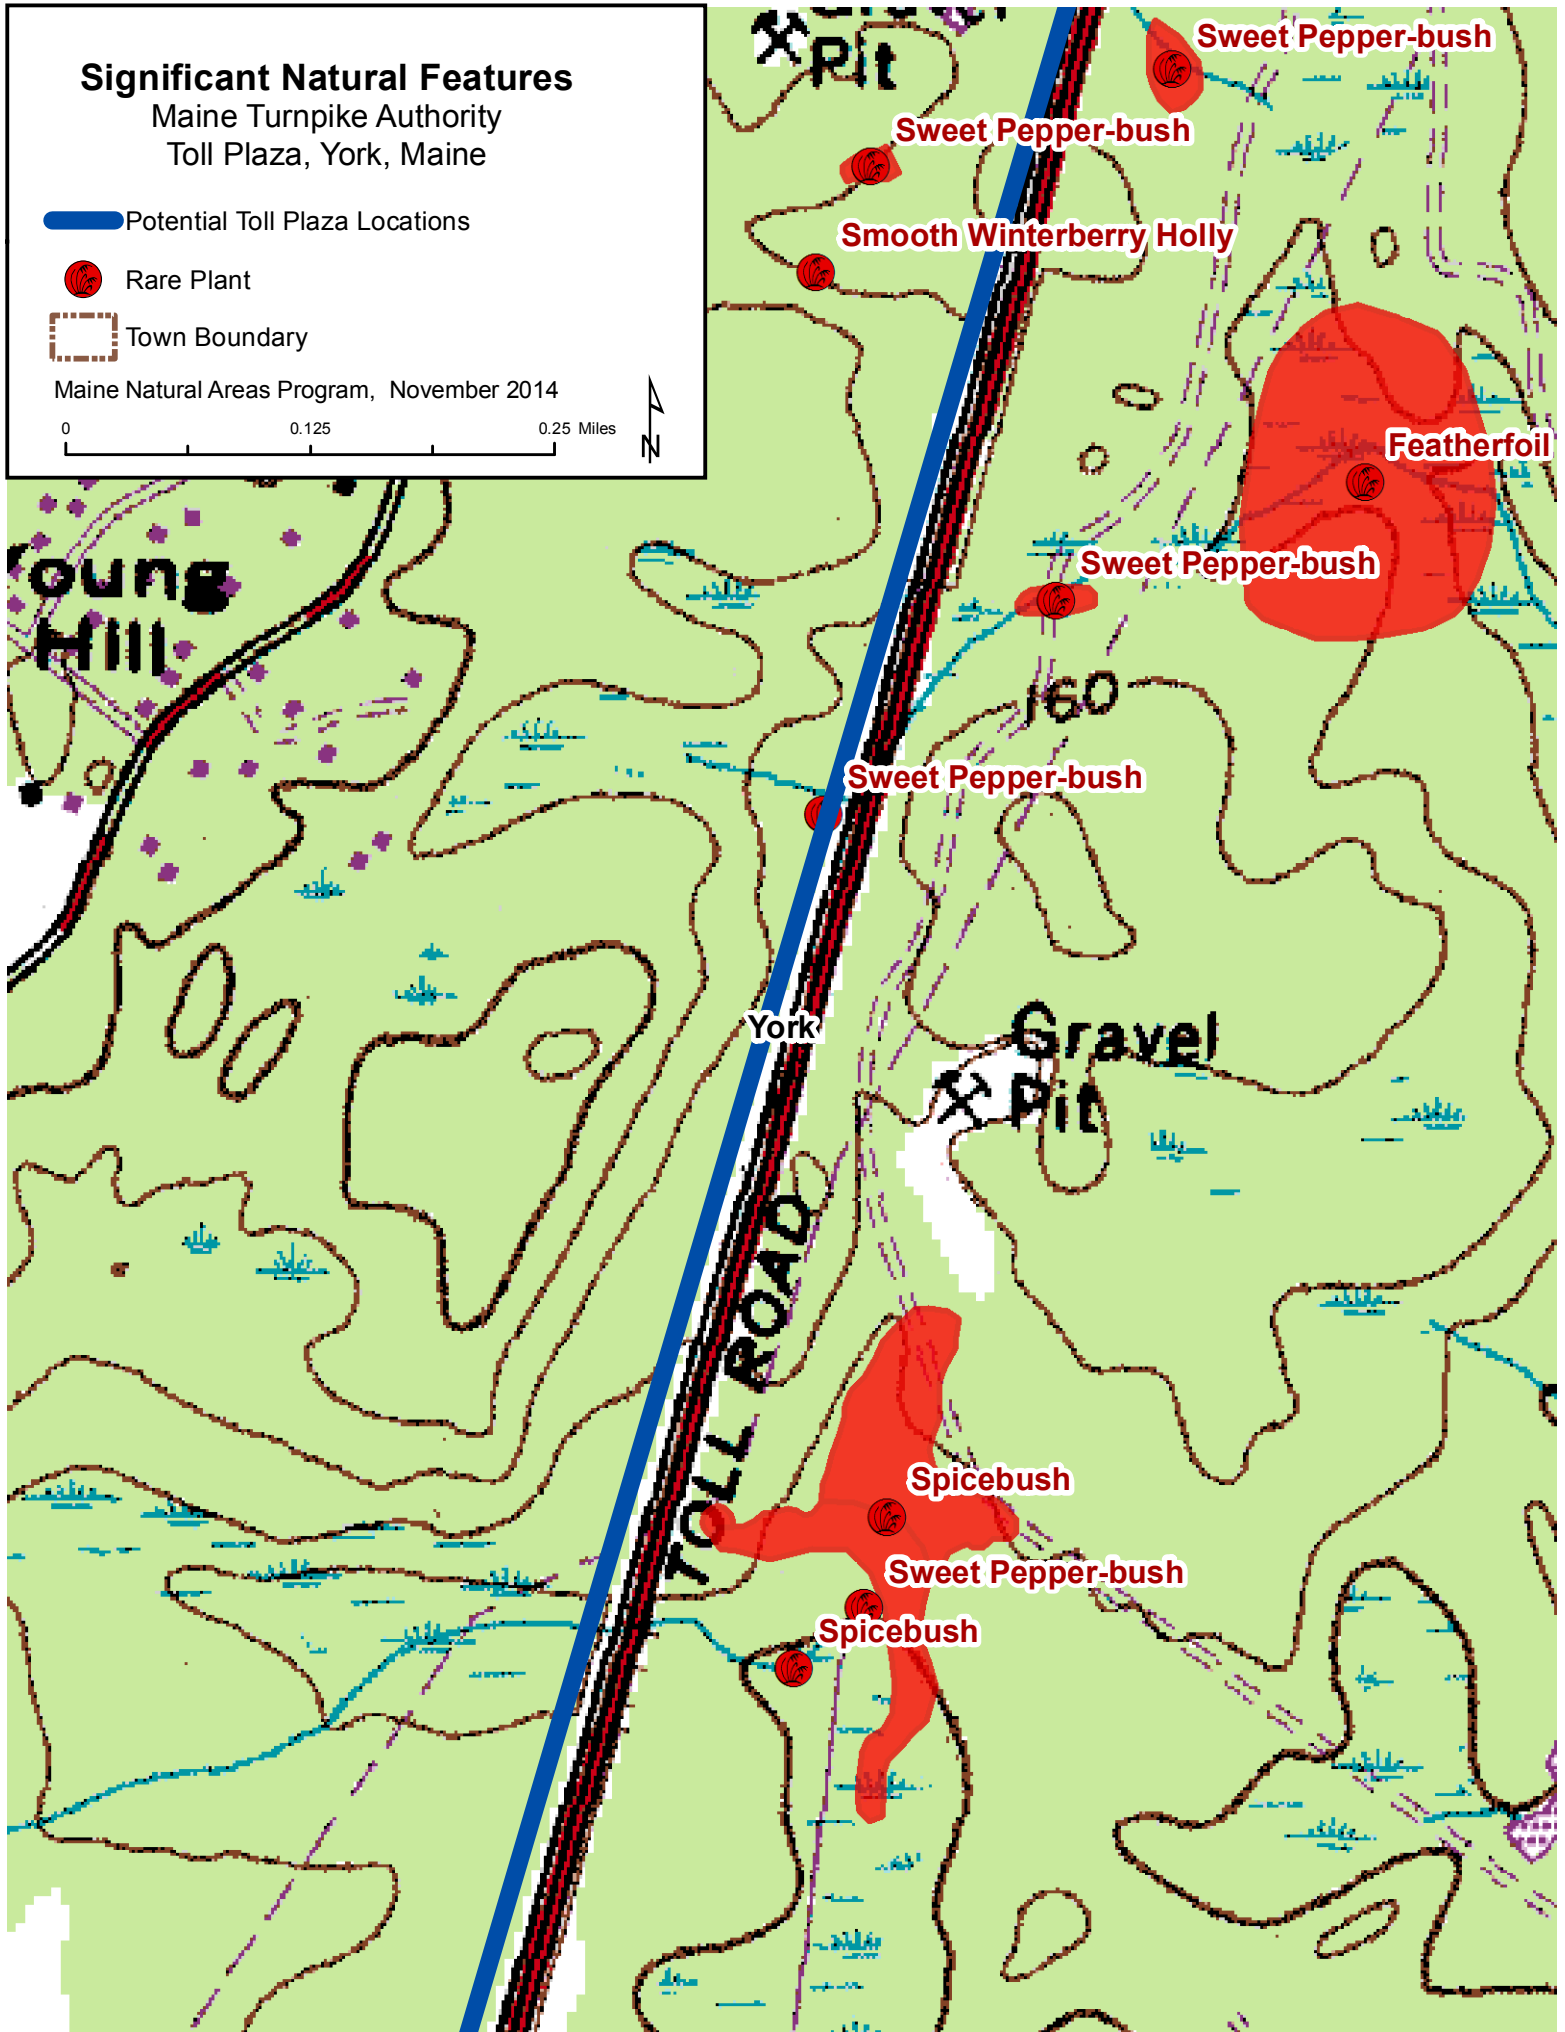 Significant Natural Features
Maine Turnpike Authority
Toll Plaza, York, Maine
Potential Toll Plaza Locations
Rare Plant
Town Boundary
Maine Natural Areas Program, November 2014
0 0.125 0.25 Miles
N
Pit
Sweet Pepper-bush
Sweet Pepper-bush
Smooth Winterberry Holly
Featherfoil
Sweet Pepper-bush
oung
Hill
160
Sweet Pepper-bush
York
Gravel
Pit
TOLL ROAD
Spicebush
Sweet Pepper-bush
Spicebush